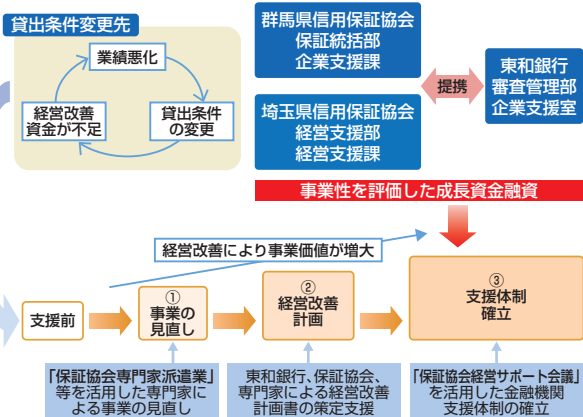 貸出条件変更先
業績悪化
経営改善
資金が不足
貸出条件
の変更
群馬県信用保証協会
保証統括部
企業支援課
埼玉県信用保証協会
経営支援部
経営支援課
提携
東和銀行
審査管理部
企業支援室
事業性を評価した成長資金融資
経営改善により事業価値が増大
支援前
①
事業の
見直し
②
経営改善
計画
③
支援体制
確立
「保証協会専門家派遣業」
等を活用した専門家に
よる事業の見直し
東和銀行、保証協会、
専門家による経営改善
計画書の策定支援
「保証協会経営サポート会議」
を活用した金融機関
支援体制の確立